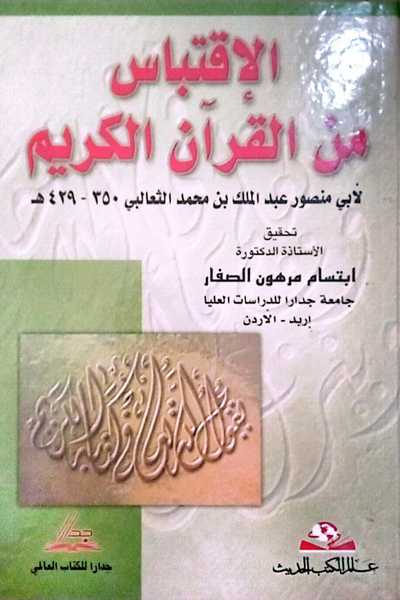 الإقتباس
من القرآن الكريم
لأبي منصور عبد الملك بن محمد الثعالبي ٣٥٠ - ٤٢٩ هـ
تحقيق
الأستاذة الدكتورة
ابتسام مرهون الصفار
جامعة جدارا للدراسات العليا
إربد - الأردن
جدارا للكتاب العالمي
عالم الكتب الحديث